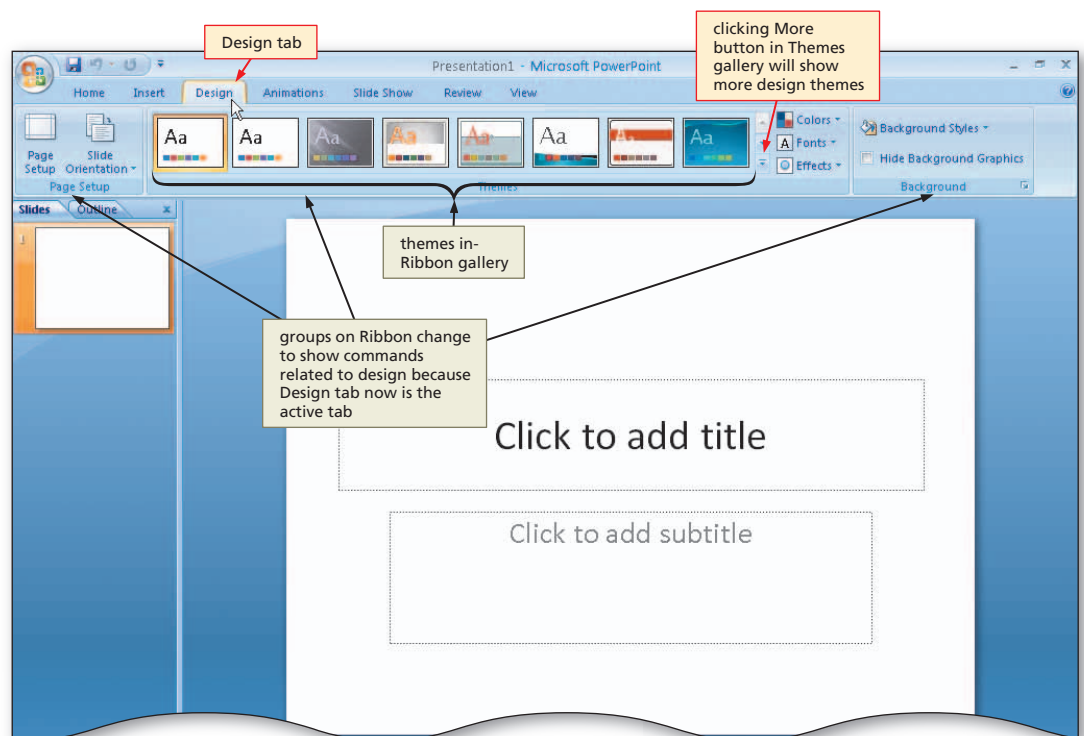 Design tab
clicking More
button in Themes
gallery will show
more design themes
Presentation1 - Microsoft PowerPoint
Home Insert Design Animations Slide Show Review View
Page
Setup
Slide
Orientation
Page Setup
Aa Aa Aa Aa Aa Aa A Aa
Themes
Colors
Fonts
Effects
Background Styles
Hide Background Graphics
Background
themes in-
Ribbon gallery
Slides Outline x
1
groups on Ribbon change
to show commands
related to design because
Design tab now is the
active tab
Click to add title
Click to add subtitle